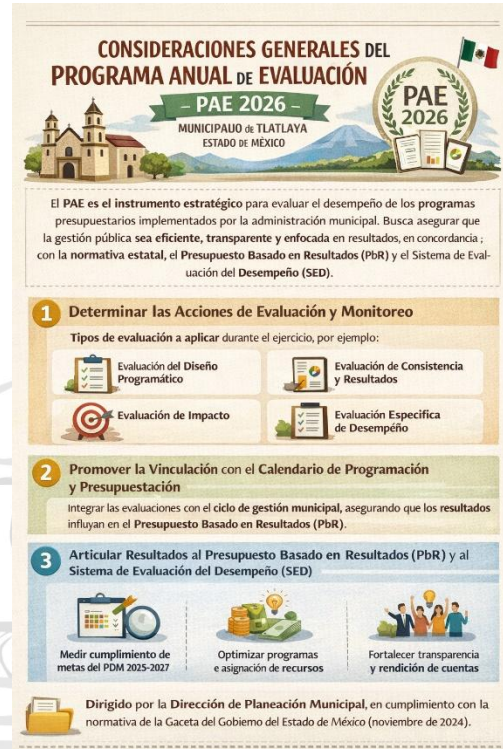 CONSIDERACIONES GENERALES DEL
PROGRAMA ANUAL DE EVALUACIÓN
– PAE 2026 –
MUNICIPAUO de TLATLAYA
ESTADO DE MÉXICO
PAE
2026
El PAE es el instrumento estratégico para evaluar el desempeño de los programas
presupuestarios implementados por la administración municipal. Busca asegurar que
la gestión pública sea eficiente, transparente y enfocada en resultados, en concordancia ;
con la normativa estatal, el Presupuesto Basado en Resultados (PbR) y el Sistema de Eval-
uación del Desempeño (SED).
1 Determinar las Acciones de Evaluación y Monitoreo
Tipos de evaluación a aplicar durante el ejercicio, por ejemplo:
Evaluación del Diseño
Programático
Evaluación de Consistencia
y Resultados
Evaluación de Impacto
Evaluación Especifica
de Desempéño
2 Promover la Vinculación con el Calendario de Programación
y Presupuestación
Integrar las evaluaciones con el ciclo de gestión municipal, asegurando que los resultados
influyan en el Presupuesto Basado en Resultados (PbR).
3 Articular Resultados al Presupuesto Basado en Resultados (PbR) y al
Sistema de Evaluación del Desempeño (SED)
Medir cumplimiento de
metas del PDM 2025-2027
Optimizar programas
e asignación de recursos
Fortalecer transparencia
y rendición de cuentas
Dirigido por la Dirección de Planeación Municipal, en cumplimiento con la
normativa de la Gaceta del Gobierno del Estado de México (noviembre de 2024).